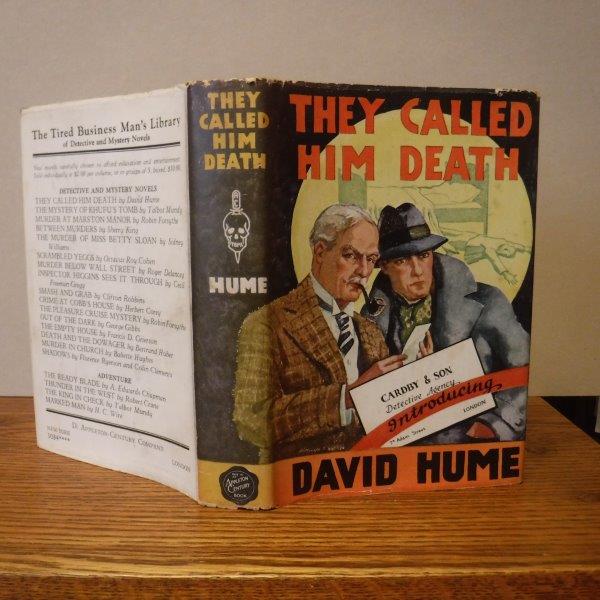 The Tired Business Man's Library
of Detective and Mystery Novels
DETECTIVE AND MYSTERY NOVELS
THEY CALLED HIM DEATH by David Hume
THE MYSTERY OF KHUFU'S TOMB by Talbot Mundy
MURDER AT MARSTON MANOR by Robin Forsythe
BETWEEN MURDERS by Sherry King
THE MURDER OF MISS BETTY SLOAN by Sidney
Williams
SCRAMBLED YEGGS by Octavus Roy Cohen
MURDER BELOW WALL STREET by Roger Delancey
INSPECTOR HIGGINS SEES IT THROUGH by Cecil
Freeman Gregg
SMASH AND GRAB by Clifton Robbins
CRIME AT COBB'S HOUSE by Herbert Corey
THE PLEASURE CRUISE MYSTERY by Robin Forsythe
OUT OF THE DARK by George Gibbs
THE EMPTY HOUSE by Francis D. Grierson
DEATH AND THE DOWAGER by Bertrand Huber
MURDER IN CHURCH by Babette Hughes
SHADOWS by Florence Ryerson and Colin Clements
ADVENTURE
THE READY BLADE by A. Edwards Chapman
THUNDER IN THE WEST by Robert Crane
THE KING IN CHECK by Talbot Mundy
MARKED MAN by H. C. Wire
D. APPLETON-CENTURY COMPANY
NEW YORK
LONDON
THEY
CALLED
HIM
DEATH
HUME
APPLETON
CENTURY
BOOK
THEY CALLED
HIM DEATH
CARDBY & SON
Detective Agency
Introducing
7a Adam Street
LONDON
DAVID HUME